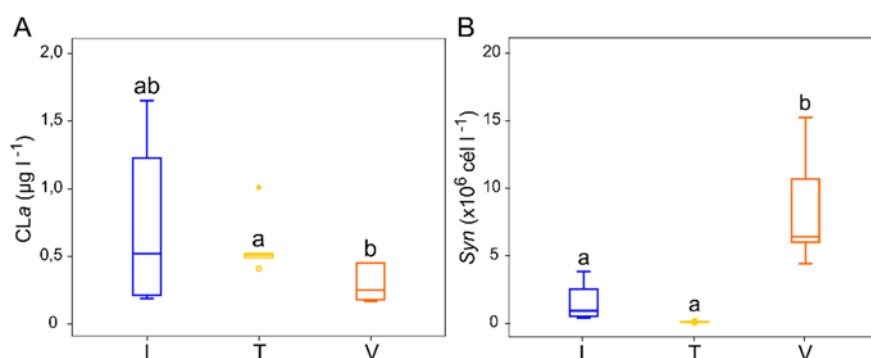 A
CLa (µg l⁻¹)
2,0
1,5
1,0
0,5
0
ab
a
b
I
T
V
B
Syn (x10⁶ cél l⁻¹)
20
15
10
5
0
a
a
b
I
T
V